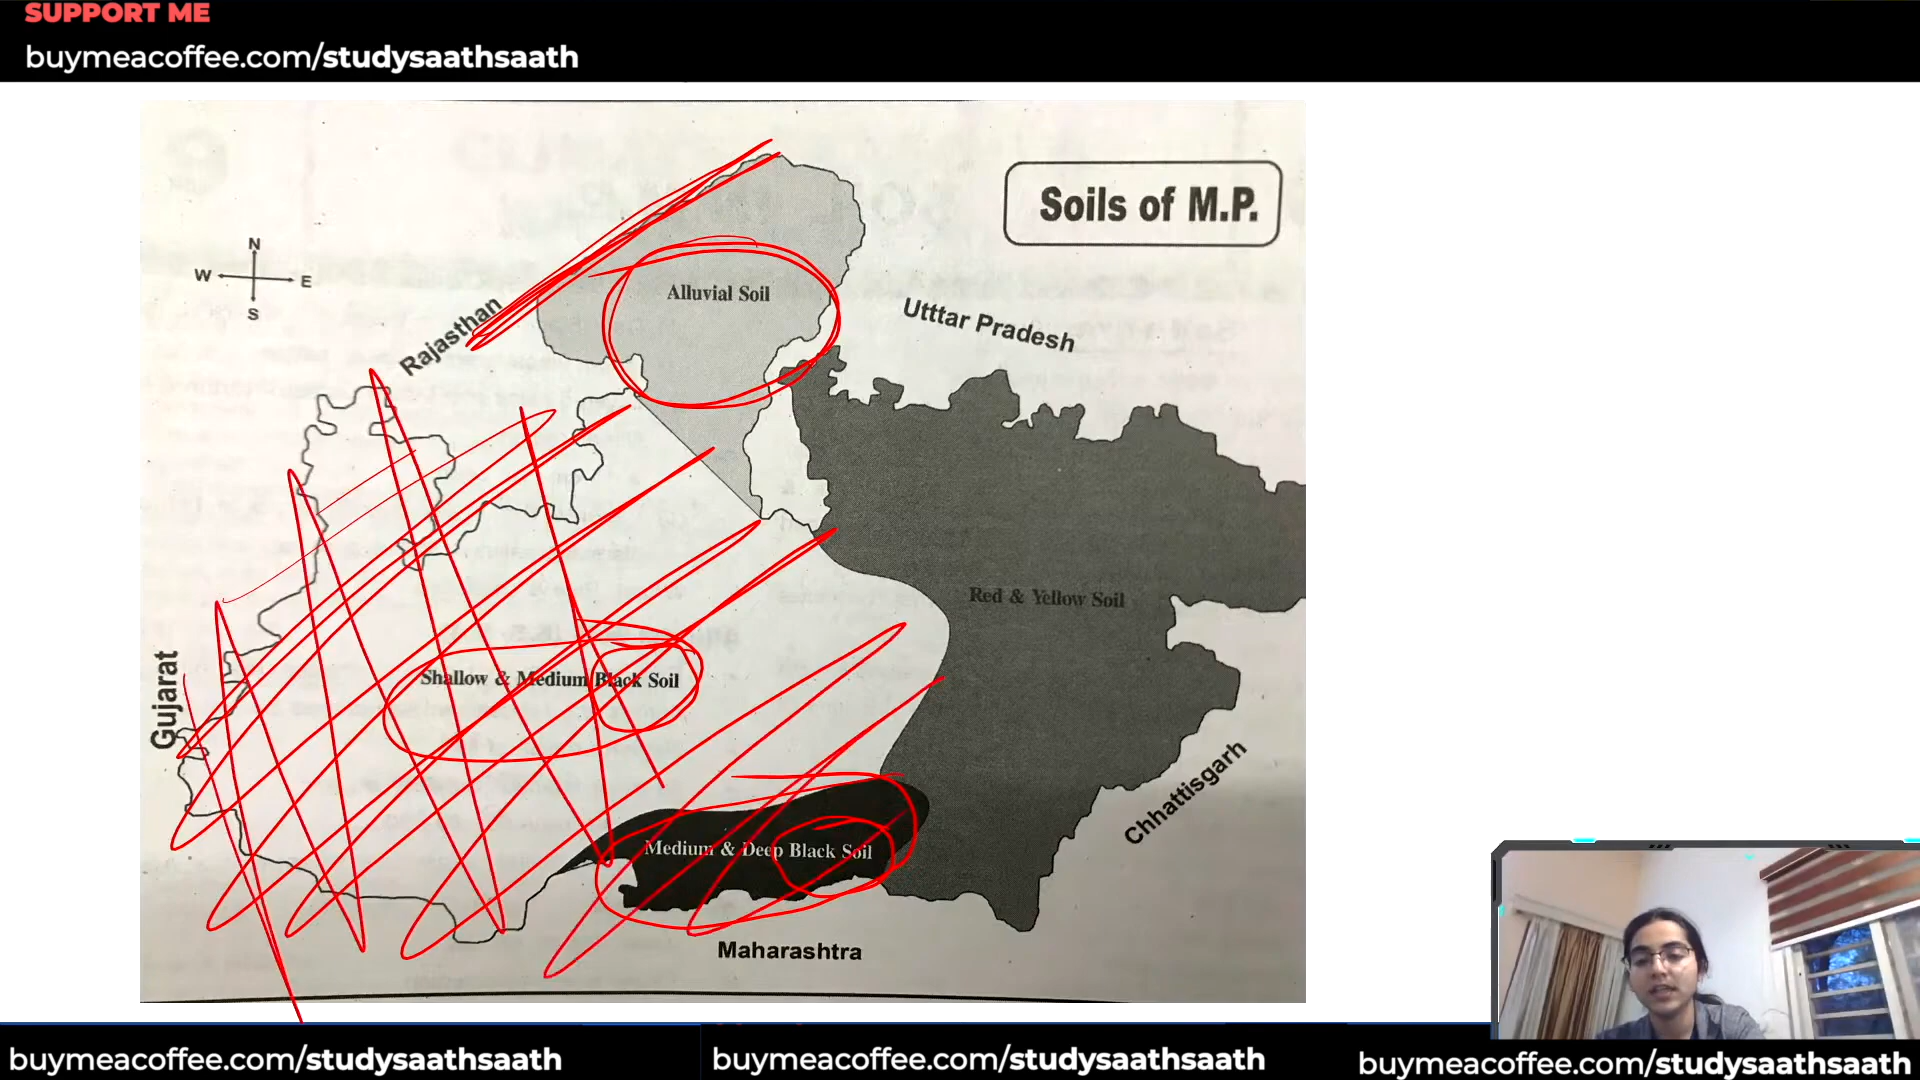 SUPPORT ME
buymeacoffee.com/studysaathsaath
Soils of M.P.
N
W E
S
Alluvial Soil
Rajasthan
Utttar Pradesh
Red & Yellow Soil
Gujarat
Shallow & Medium Black Soil
Chhattisgarh
Medium & Deep Black Soil
Maharashtra
buymeacoffee.com/studysaathsaath
buymeacoffee.com/studysaathsaath
buymeacoffee.com/studysaathsaath